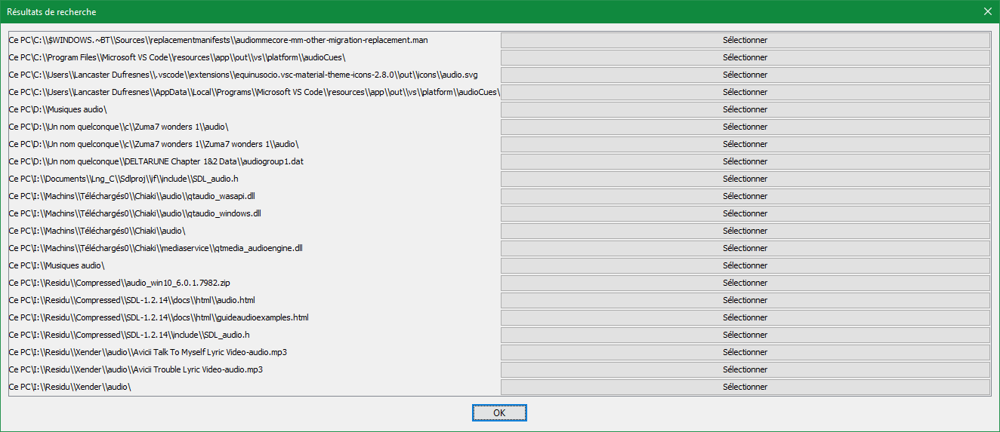 Résultats de recherche
Ce PC\C:\\$WINDOWS.~BT\\Sources\\replacementmanifests\\audiommecore-mm-other-migration-replacement.man Sélectionner
Ce PC\C:\\Program Files\\Microsoft VS Code\\resources\\app\\out\\vs\\platform\\audioCues\ Sélectionner
Ce PC\C:\\Users\\Lancaster Dufresnes\\.vscode\\extensions\\equinusocio.vsc-material-theme-icons-2.8.0\\out\\icons\\audio.svg Sélectionner
Ce PC\C:\\Users\\Lancaster Dufresnes\\AppData\\Local\\Programs\\Microsoft VS Code\\resources\\app\\out\\vs\\platform\\audioCues\ Sélectionner
Ce PC\D:\\Musiques audio\ Sélectionner
Ce PC\D:\\Un nom quelconque\\c\\Zuma7 wonders 1\\audio\ Sélectionner
Ce PC\D:\\Un nom quelconque\\c\\Zuma7 wonders 1\\Zuma7 wonders 1\\audio\ Sélectionner
Ce PC\D:\\Un nom quelconque\\DELTARUNE Chapter 1&2 Data\\audiogroup1.dat Sélectionner
Ce PC\I:\\Documents\\Lng_C\\Sdlproj\\jf\\include\\SDL_audio.h Sélectionner
Ce PC\I:\\Machins\\Téléchargés0\\Chiaki\\audio\\qtaudio_wasapi.dll Sélectionner
Ce PC\I:\\Machins\\Téléchargés0\\Chiaki\\audio\\qtaudio_windows.dll Sélectionner
Ce PC\I:\\Machins\\Téléchargés0\\Chiaki\\audio\ Sélectionner
Ce PC\I:\\Machins\\Téléchargés0\\Chiaki\\mediaservice\\qtmedia_audioengine.dll Sélectionner
Ce PC\I:\\Musiques audio\ Sélectionner
Ce PC\I:\\Residu\\Compressed\\audio_win10_6.0.1.7982.zip Sélectionner
Ce PC\I:\\Residu\\Compressed\\SDL-1.2.14\\docs\\html\\audio.html Sélectionner
Ce PC\I:\\Residu\\Compressed\\SDL-1.2.14\\docs\\html\\guideaudioexamples.html Sélectionner
Ce PC\I:\\Residu\\Compressed\\SDL-1.2.14\\include\\SDL_audio.h Sélectionner
Ce PC\I:\\Residu\\Xender\\audio\\Avicii Talk To Myself Lyric Video-audio.mp3 Sélectionner
Ce PC\I:\\Residu\\Xender\\audio\\Avicii Trouble Lyric Video-audio.mp3 Sélectionner
Ce PC\I:\\Residu\\Xender\\audio\ Sélectionner
OK